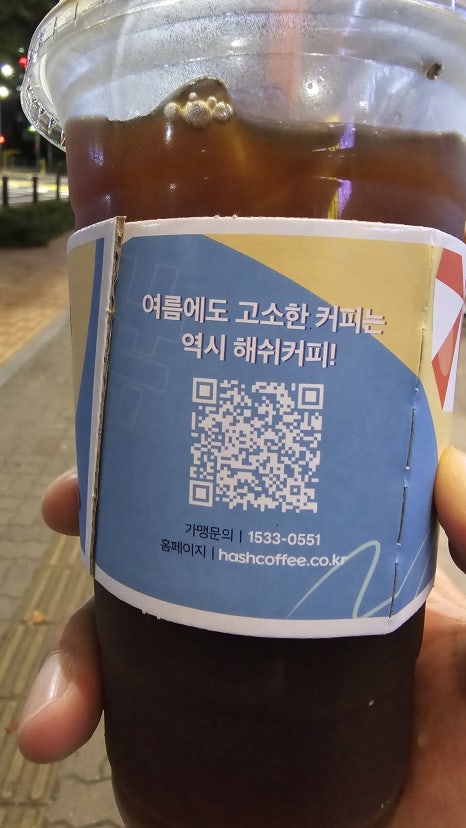 여름에도 고소한 커피는
역시 해쉬커피!
가맹문의 | 1533-0551
홈페이지 | hashcoffee.co.kr